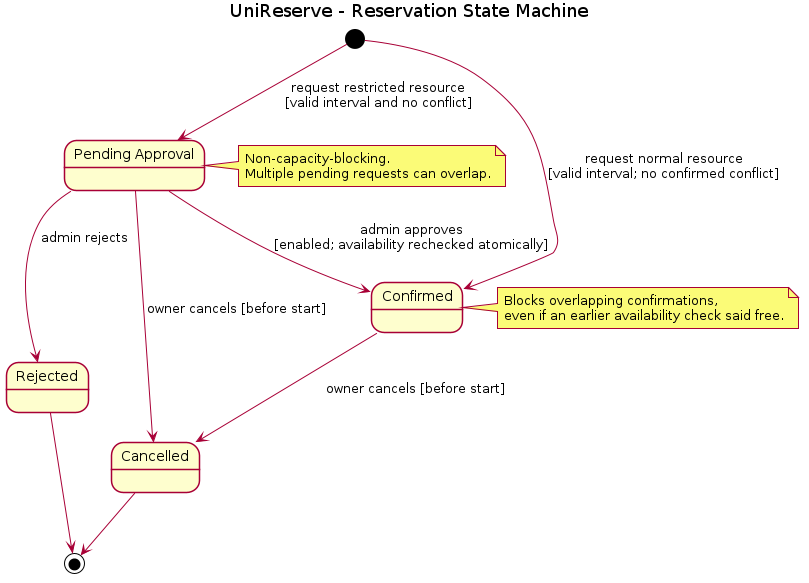 UniReserve - Reservation State Machine
request restricted resource
[valid interval and no conflict]
request normal resource
[valid interval; no confirmed conflict]
Pending Approval
Non-capacity-blocking.
Multiple pending requests can overlap.
admin rejects
admin approves
[enabled; availability rechecked atomically]
owner cancels [before start]
Confirmed
Blocks overlapping confirmations,
even if an earlier availability check said free.
Rejected
owner cancels [before start]
Cancelled